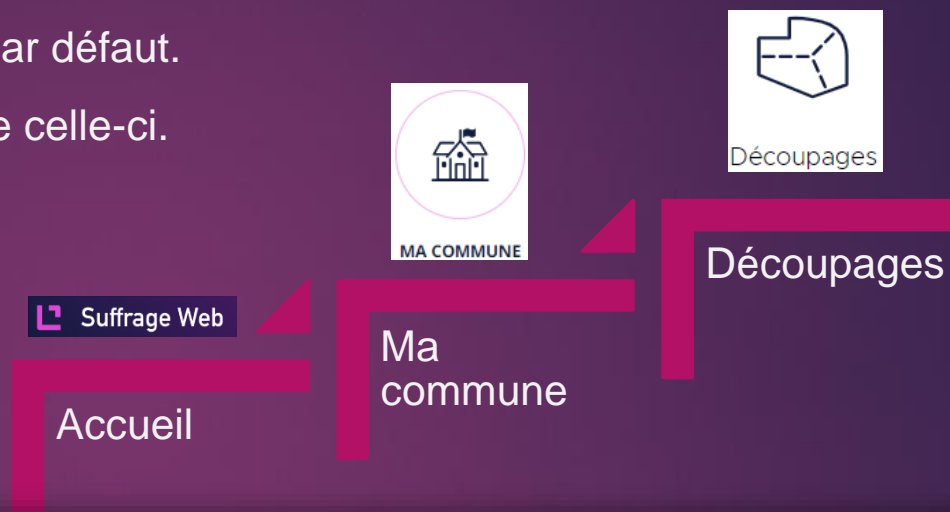 ar défaut.
e celle-ci.
Découpages
MA COMMUNE
Découpages
Suffrage Web
Ma
commune
Accueil